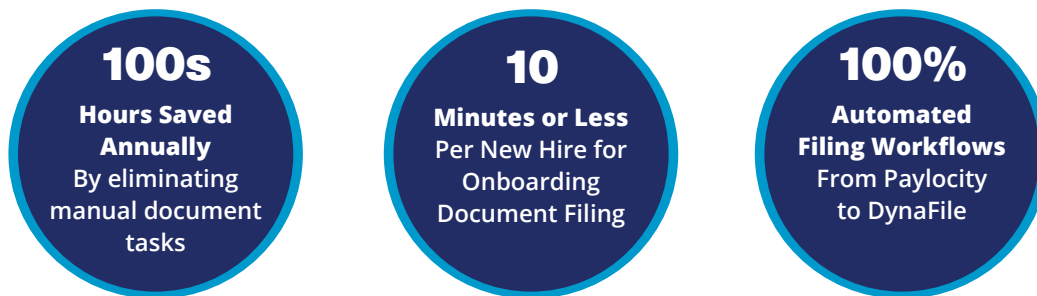 100s
Hours Saved
Annually
By eliminating
manual document
tasks
10
Minutes or Less
Per New Hire for
Onboarding
Document Filing
100%
Automated
Filing Workflows
From Paylocity
to DynaFile